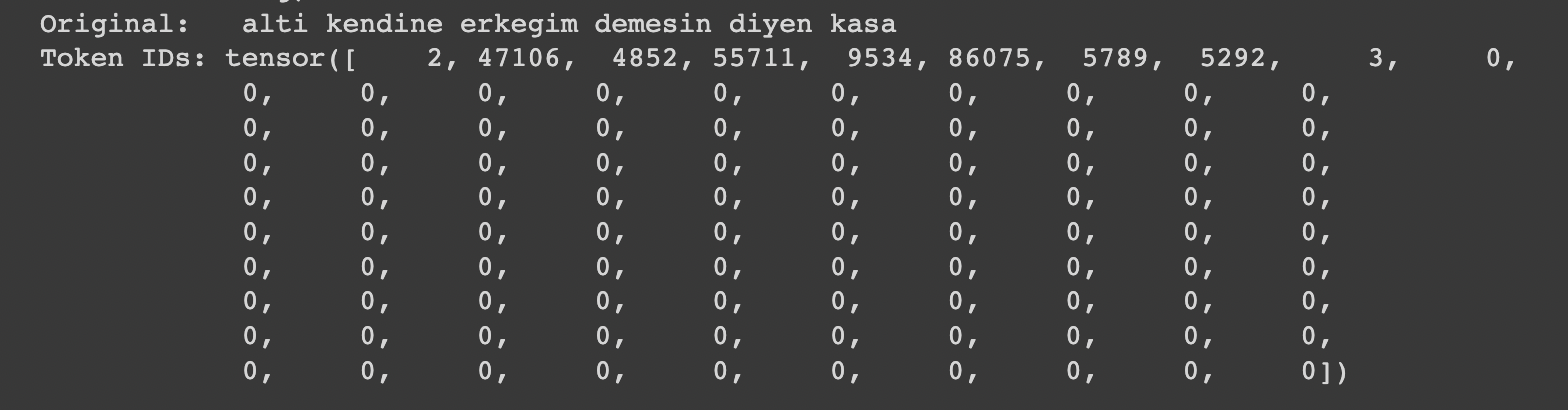 Original: alti kendine erkegim demesin diyen kasa
Token IDs: tensor([ 2, 47106, 4852, 55711, 9534, 86075, 5789, 5292, 3, 0,
0, 0, 0, 0, 0, 0, 0, 0, 0, 0,
0, 0, 0, 0, 0, 0, 0, 0, 0, 0,
0, 0, 0, 0, 0, 0, 0, 0, 0, 0,
0, 0, 0, 0, 0, 0, 0, 0, 0, 0,
0, 0, 0, 0, 0, 0, 0, 0, 0, 0,
0, 0, 0, 0, 0, 0, 0, 0, 0, 0,
0, 0, 0, 0, 0, 0, 0, 0, 0, 0,
0, 0, 0, 0, 0, 0, 0, 0, 0, 0,
0, 0, 0, 0, 0, 0, 0, 0, 0, 0])